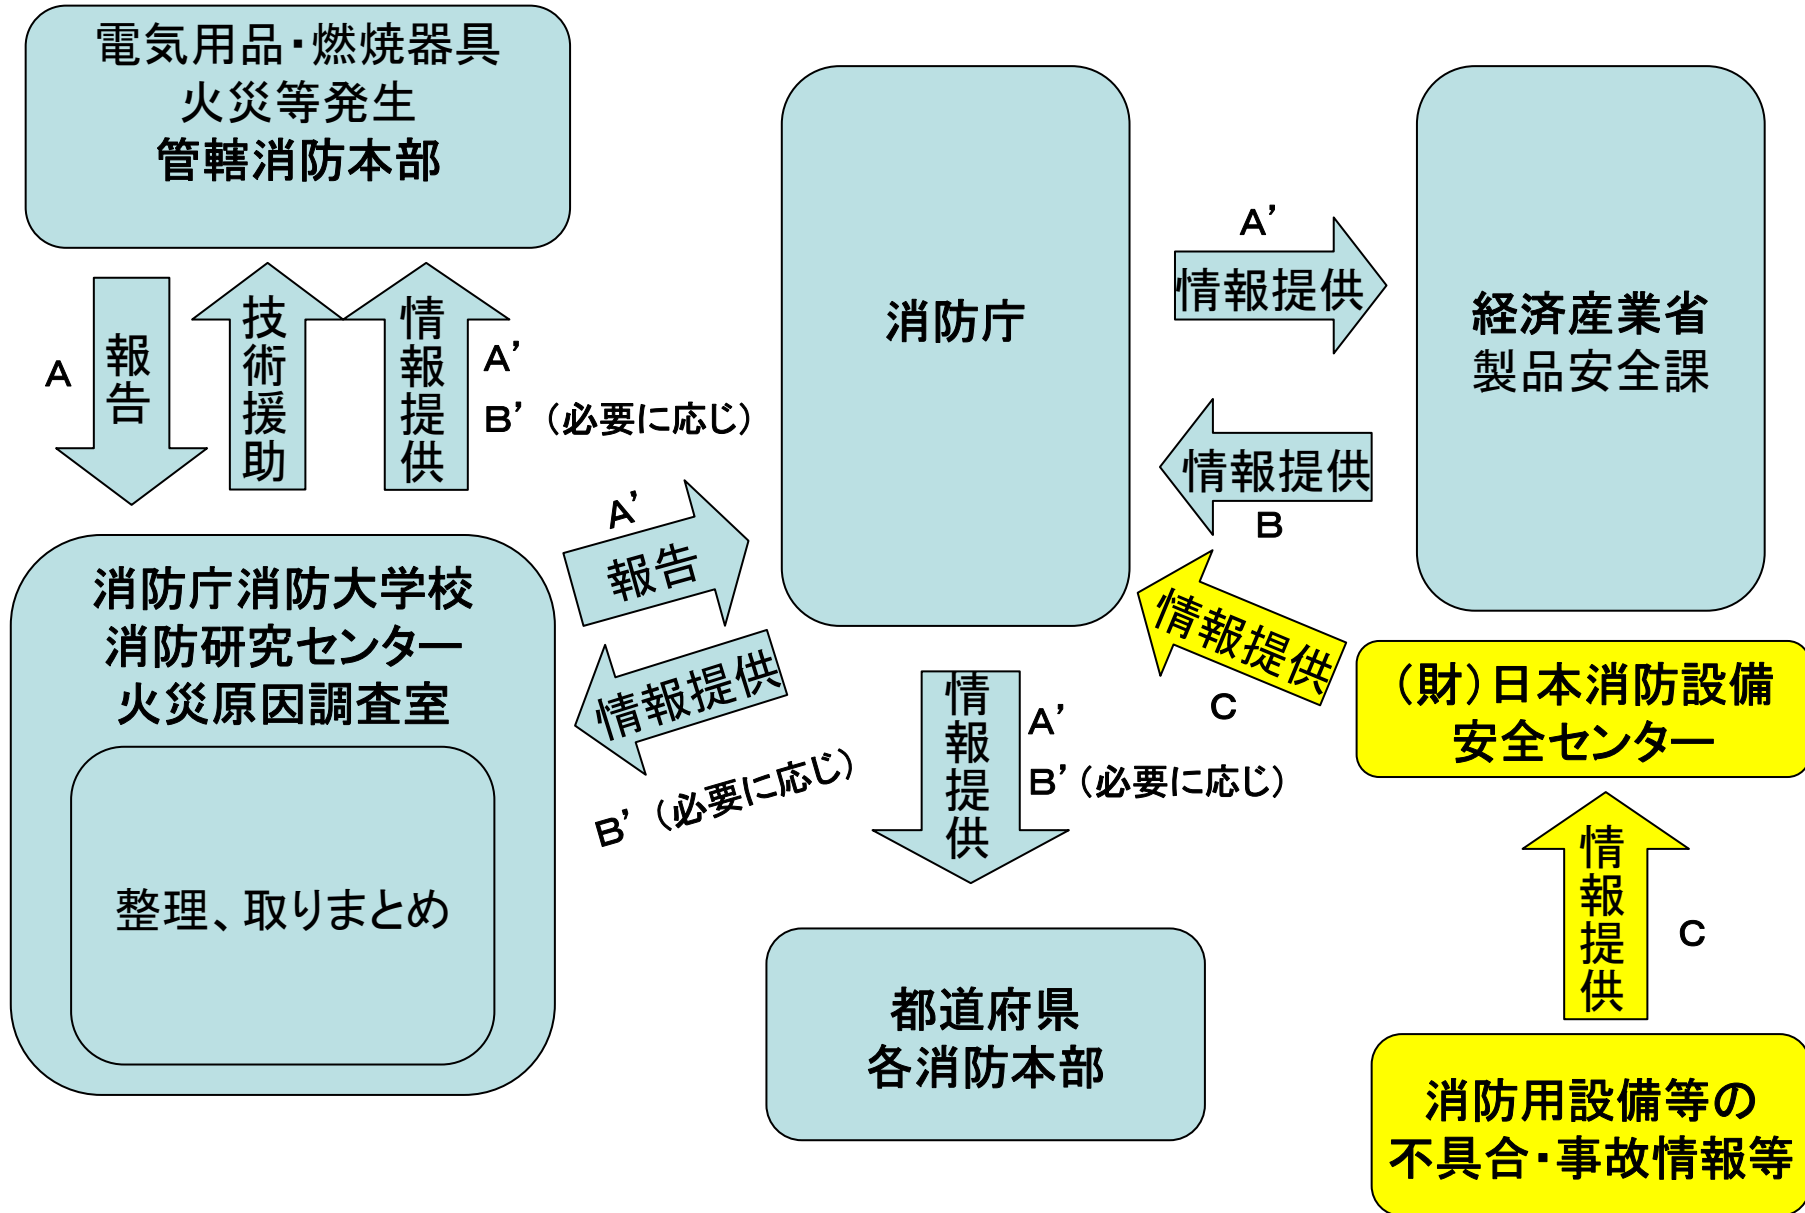 電気用品・燃焼器具
火災等発生
管轄消防本部
A
報告
技術援助
情報提供
A’
B’（必要に応じ）
消防庁消防大学校
消防研究センター
火災原因調査室
整理、取りまとめ
A’
報告
情報提供
B’（必要に応じ）
消防庁
A’
情報提供
情報提供
B
経済産業省
製品安全課
情報提供
C
（財）日本消防設備
安全センター
情報提供
A’
B’（必要に応じ）
都道府県
各消防本部
情報提供
C
消防用設備等の
不具合・事故情報等